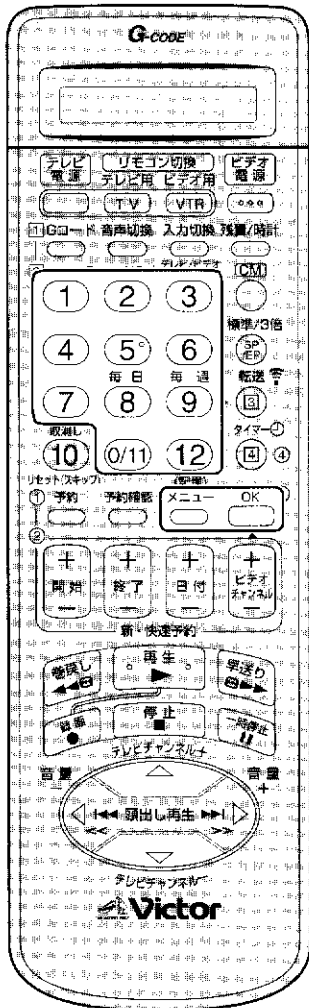 G-CODE
テレビ リモコン切換 ビデオ
電源 テレビ用 ビデオ用 電源
TV VTR
1 Gコード 音声切換 入力切換 残量/時計
テレビ/ビデオ
CM
1 2 3
標準/3倍
4 5 6
SP/EP
毎日 毎週 転送
7 8 9 3
取消し タイマー
10 0/11 12 4 ④
リセット(スキップ)
① 予約 予約確認 メニュー OK
②
+ + + +
開始 終了 日付 ビデオチャンネル
− − − −
新・快速予約
巻戻し 再生 早送り
録画 停止 一時停止
テレビチャンネル+
音量 音量
− +
頭出し再生
<< >>
テレビチャンネル−
Victor